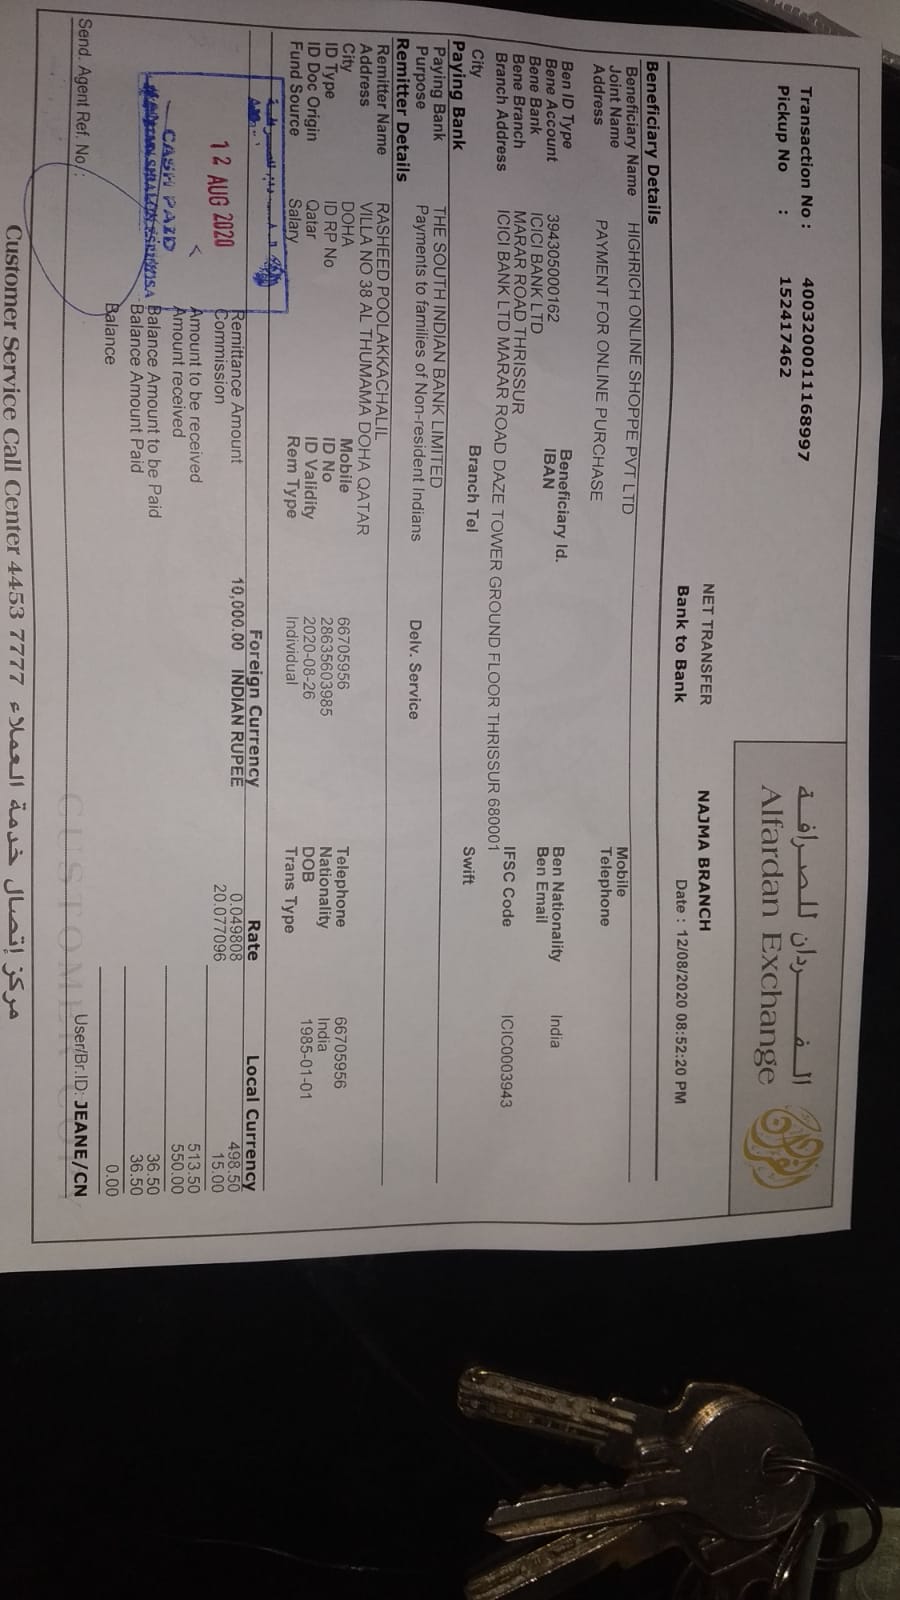 الفردان للصرافة
Alfardan Exchange
Transaction No : 400320001116​8997
Pickup No : 152417462
NET TRANSFER NAJMA BRANCH
Bank to Bank Date : 12/08/2020 08:52:20 PM
Beneficiary Details
Beneficiary Name HIGHRICH ONLINE SHOPPE PVT LTD Mobile
Joint Name Telephone
Address PAYMENT FOR ONLINE PURCHASE
Ben ID Type Beneficiary Id. Ben Nationality India
Bene Account 394305000162 IBAN Ben Email
Bene Bank ICICI BANK LTD
Bene Branch MARAR ROAD THRISSUR IFSC Code ICIC0003943
Branch Address ICICI BANK LTD MARAR ROAD DAZE TOWER GROUND FLOOR THRISSUR 680001
City Branch Tel Swift
Paying Bank
Paying Bank THE SOUTH INDIAN BANK LIMITED
Purpose Payments to families of Non-resident Indians Delv. Service
Remitter Details
Remitter Name RASHEED POOLAKKACHALIL
Address VILLA NO 38 AL THUMAMA DOHA QATAR
City DOHA Mobile 66705956 Telephone 66705956
ID Type ID RP No ID No 28635603985 Nationality India
ID Doc Origin Qatar ID Validity 2020-08-26 DOB 1985-01-01
Fund Source Salary Rem Type Individual Trans Type
Foreign Currency Rate Local Currency
Remittance Amount 10,000.00 INDIAN RUPEE 0.049808 498.50
Commission 20.077096 15.00
Amount to be received 513.50
Amount received 550.00
Balance Amount to be Paid 36.50
Balance Amount Paid 36.50
Balance 0.00
12 AUG 2020
CASH PAID
Send. Agent Ref. No : User/Br.ID: JEANE/CN
CUSTOMER CO
Customer Service Call Center 4453 7777 مركز إتصال خدمة العملاء